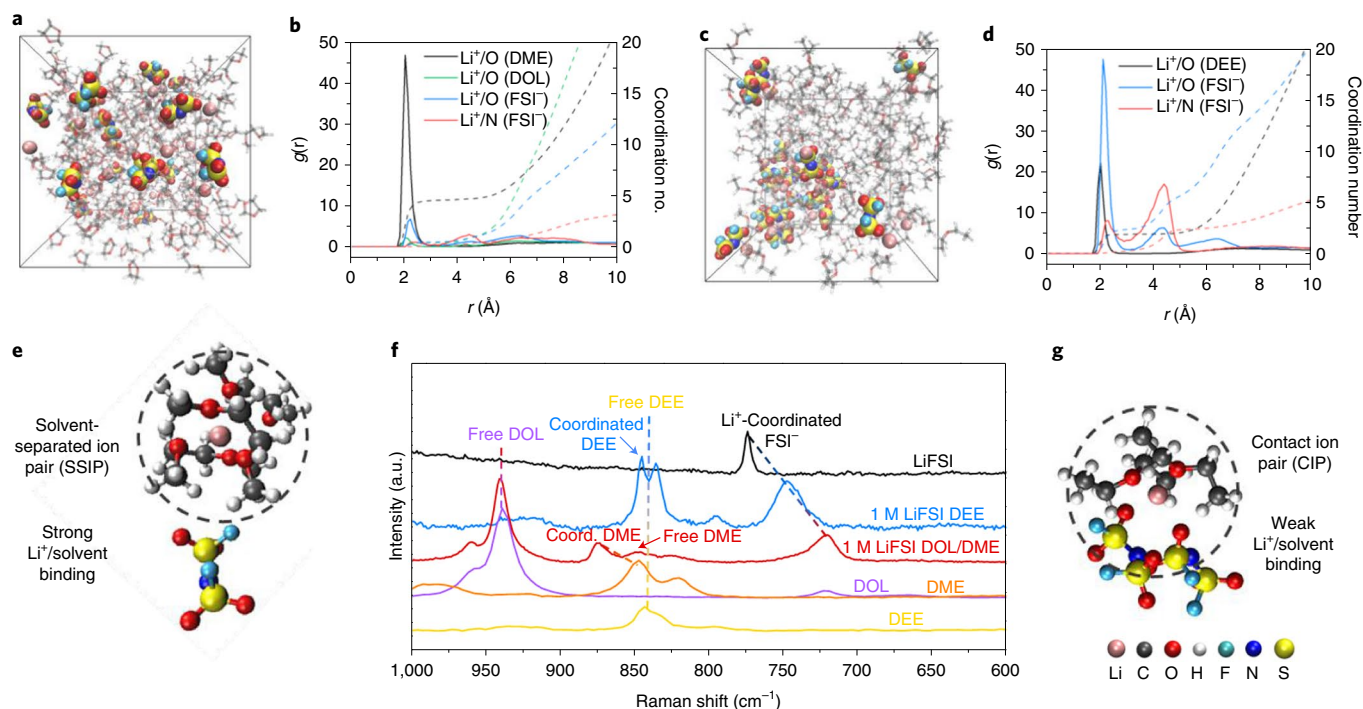 a
b
50
40
30
20
10
0
g(r)
0
2
4
6
8
10
r (Å)
20
15
10
5
0
Coordination no.
Li⁺/O (DME)
Li⁺/O (DOL)
Li⁺/O (FSI⁻)
Li⁺/N (FSI⁻)
c
d
50
40
30
20
10
0
g(r)
0
2
4
6
8
10
r (Å)
20
15
10
5
0
Coordination number
Li⁺/O (DEE)
Li⁺/O (FSI⁻)
Li⁺/N (FSI⁻)
e
Solvent-
separated ion
pair (SSIP)
Strong
Li⁺/solvent
binding
f
Intensity (a.u.)
Free DEE
Coordinated
DEE
Li⁺-Coordinated
FSI⁻
Free DOL
LiFSI
1 M LiFSI DEE
Coord. DME
Free DME
1 M LiFSI DOL/DME
DOL
DME
DEE
1,000
950
900
850
800
750
700
650
600
Raman shift (cm⁻¹)
g
Contact ion
pair (CIP)
Weak
Li⁺/solvent
binding
Li C O H F N S